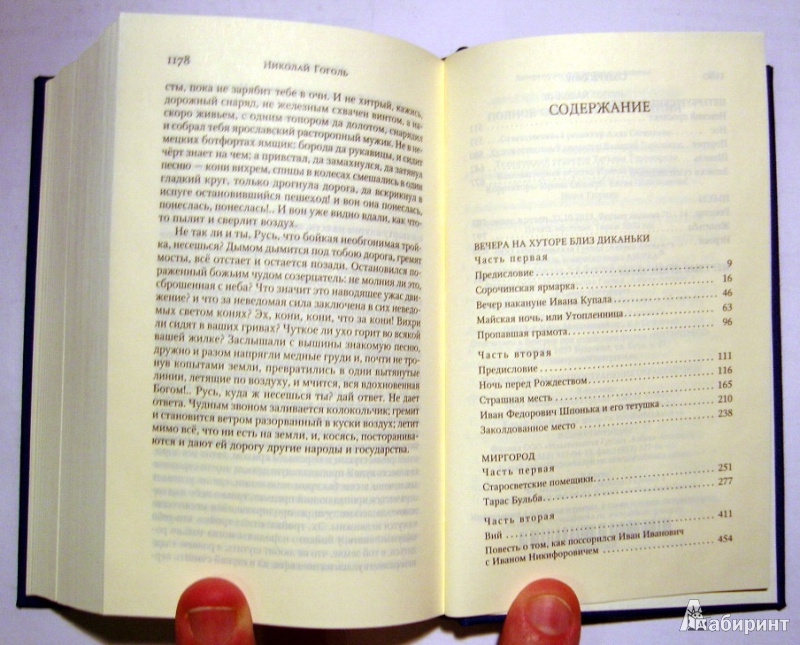 1178
Николай Гоголь
сты, пока не зарябит тебе в очи. И не хитрый, кажись,
дорожный снаряд, не железным схвачен винтом, а на-
скоро живьем, с одним топором да долотом, снарядил
и собрал тебя ярославский расторопный мужик. Не в не-
мецких ботфортах ямщик: борода да рукавицы, и сидит
чёрт знает на чем; а привстал, да замахнулся, да затянул
песню — кони вихрем, спицы в колесах смешались в один
гладкий круг, только дрогнула дорога, да вскрикнул в
испуге остановившийся пешеход! и вон она понеслась,
понеслась, понеслась!.. И вон уже видно вдали, как что-
то пылит и сверлит воздух.
Не так ли и ты, Русь, что бойкая необгонимая трой-
ка, несешься? Дымом дымится под тобою дорога, гремят
мосты, всё отстает и остается позади. Остановился по-
раженный божьим чудом созерцатель: не молния ли это,
сброшенная с неба? Что значит это наводящее ужас дви-
жение? и что за неведомая сила заключена в сих неведо-
мых светом конях? Эх, кони, кони, что за кони! Вихри
ли сидят в ваших гривах? Чуткое ли ухо горит во всякой
вашей жилке? Заслышали с вышины знакомую песню,
дружно и разом напрягли медные груди и, почти не тро-
нув копытами земли, превратились в одни вытянутые
линии, летящие по воздуху, и мчится, вся вдохновенная
Богом!.. Русь, куда ж несешься ты? дай ответ. Не дает
ответа. Чудным звоном заливается колокольчик; гремит
и становится ветром разорванный в куски воздух; летит
мимо всё, что ни есть на земли, и, косясь, посторанива-
ются и дают ей дорогу другие народы и государства.
СОДЕРЖАНИЕ
ВЕЧЕРА НА ХУТОРЕ БЛИЗ ДИКАНЬКИ
Часть первая
Предисловие 9
Сорочинская ярмарка 16
Вечер накануне Ивана Купала 46
Майская ночь, или Утопленница 63
Пропавшая грамота 96
Часть вторая
Предисловие 111
Ночь перед Рождеством 116
Страшная месть 165
Иван Федорович Шпонька и его тетушка 210
Заколдованное место 238
МИРГОРОД
Часть первая
Старосветские помещики 251
Тарас Бульба 277
Часть вторая
Вий 411
Повесть о том, как поссорился Иван Иванович
с Иваном Никифоровичем 454
Лабиринт